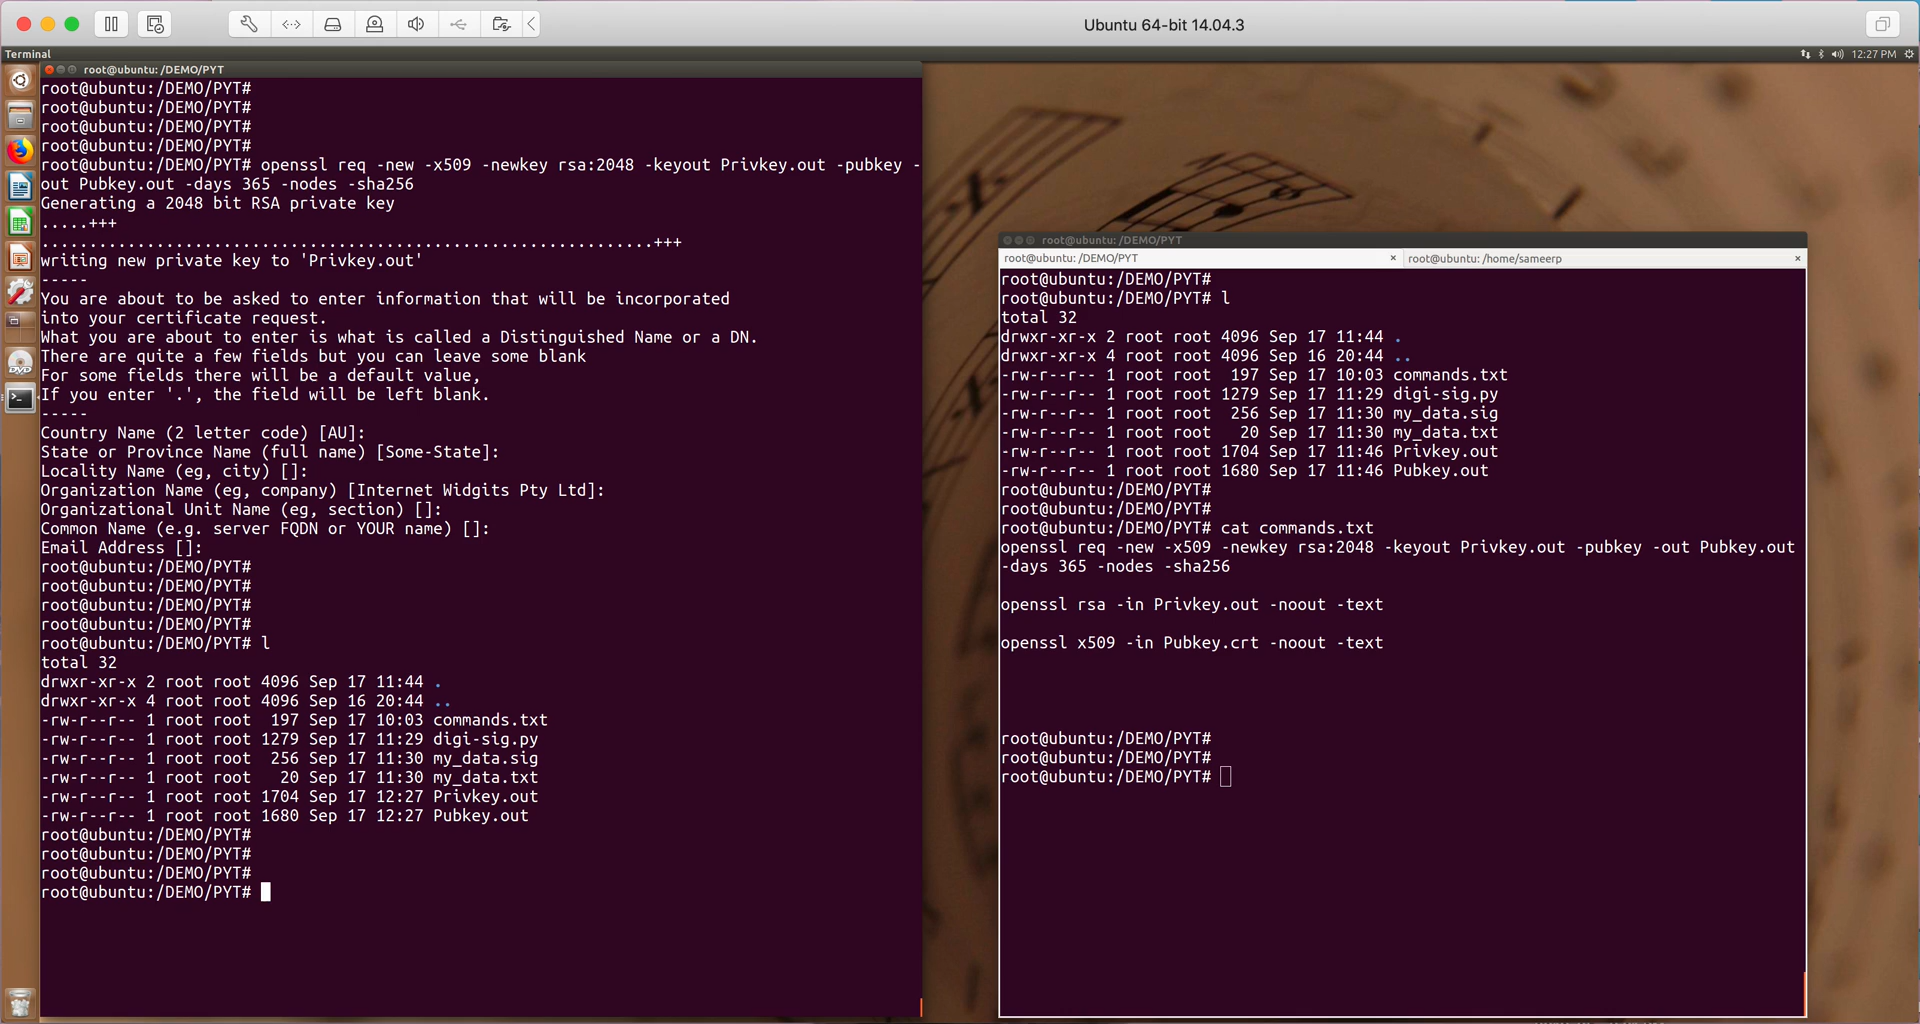 Ubuntu 64-bit 14.04.3
Terminal
12:27 PM
root@ubuntu: /DEMO/PYT
root@ubuntu:/DEMO/PYT#
root@ubuntu:/DEMO/PYT#
root@ubuntu:/DEMO/PYT#
root@ubuntu:/DEMO/PYT#
root@ubuntu:/DEMO/PYT# openssl req -new -x509 -newkey rsa:2048 -keyout Privkey.out -pubkey -
out Pubkey.out -days 365 -nodes -sha256
Generating a 2048 bit RSA private key
.....+++
................................................................+++
writing new private key to 'Privkey.out'
-----
You are about to be asked to enter information that will be incorporated
into your certificate request.
What you are about to enter is what is called a Distinguished Name or a DN.
There are quite a few fields but you can leave some blank
For some fields there will be a default value,
If you enter '.', the field will be left blank.
-----
Country Name (2 letter code) [AU]:
State or Province Name (full name) [Some-State]:
Locality Name (eg, city) []:
Organization Name (eg, company) [Internet Widgits Pty Ltd]:
Organizational Unit Name (eg, section) []:
Common Name (e.g. server FQDN or YOUR name) []:
Email Address []:
root@ubuntu:/DEMO/PYT#
root@ubuntu:/DEMO/PYT#
root@ubuntu:/DEMO/PYT#
root@ubuntu:/DEMO/PYT#
root@ubuntu:/DEMO/PYT# l
total 32
drwxr-xr-x 2 root root 4096 Sep 17 11:44 .
drwxr-xr-x 4 root root 4096 Sep 16 20:44 ..
-rw-r--r-- 1 root root  197 Sep 17 10:03 commands.txt
-rw-r--r-- 1 root root 1279 Sep 17 11:29 digi-sig.py
-rw-r--r-- 1 root root  256 Sep 17 11:30 my_data.sig
-rw-r--r-- 1 root root   20 Sep 17 11:30 my_data.txt
-rw-r--r-- 1 root root 1704 Sep 17 12:27 Privkey.out
-rw-r--r-- 1 root root 1680 Sep 17 12:27 Pubkey.out
root@ubuntu:/DEMO/PYT#
root@ubuntu:/DEMO/PYT#
root@ubuntu:/DEMO/PYT#
root@ubuntu:/DEMO/PYT#
root@ubuntu: /DEMO/PYT
root@ubuntu: /DEMO/PYT × root@ubuntu: /home/sameerp ×
root@ubuntu:/DEMO/PYT#
root@ubuntu:/DEMO/PYT# l
total 32
drwxr-xr-x 2 root root 4096 Sep 17 11:44 .
drwxr-xr-x 4 root root 4096 Sep 16 20:44 ..
-rw-r--r-- 1 root root  197 Sep 17 10:03 commands.txt
-rw-r--r-- 1 root root 1279 Sep 17 11:29 digi-sig.py
-rw-r--r-- 1 root root  256 Sep 17 11:30 my_data.sig
-rw-r--r-- 1 root root   20 Sep 17 11:30 my_data.txt
-rw-r--r-- 1 root root 1704 Sep 17 11:46 Privkey.out
-rw-r--r-- 1 root root 1680 Sep 17 11:46 Pubkey.out
root@ubuntu:/DEMO/PYT#
root@ubuntu:/DEMO/PYT#
root@ubuntu:/DEMO/PYT# cat commands.txt
openssl req -new -x509 -newkey rsa:2048 -keyout Privkey.out -pubkey -out Pubkey.out
-days 365 -nodes -sha256
openssl rsa -in Privkey.out -noout -text
openssl x509 -in Pubkey.crt -noout -text
root@ubuntu:/DEMO/PYT#
root@ubuntu:/DEMO/PYT#
root@ubuntu:/DEMO/PYT#